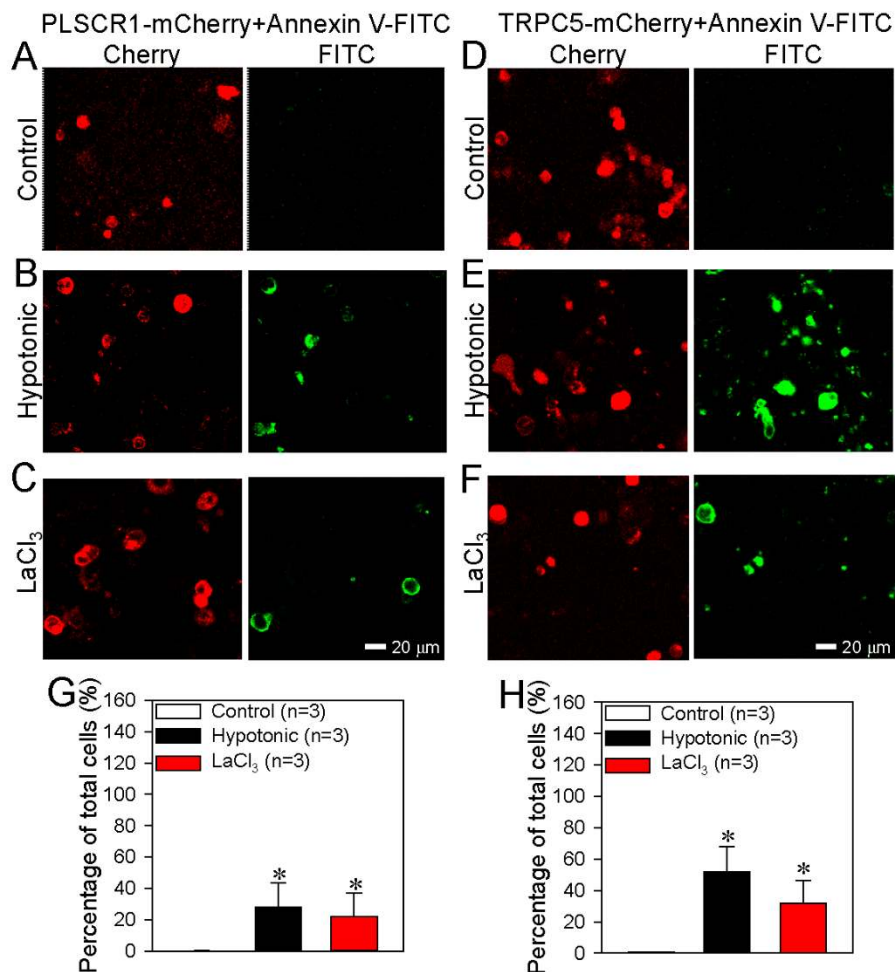 PLSCR1-mCherry+Annexin V-FITC
TRPC5-mCherry+Annexin V-FITC
A
Cherry
FITC
D
Cherry
FITC
Control
Control
B
E
Hypotonic
Hypotonic
C
F
LaCl₃
20 µm
LaCl₃
20 µm
G
Percentage of total cells (%)
160
140
120
100
80
60
40
20
0
Control (n=3)
Hypotonic (n=3)
LaCl₃ (n=3)
*
*
H
Percentage of total cells (%)
160
140
120
100
80
60
40
20
0
Control (n=3)
Hypotonic (n=3)
LaCl₃ (n=3)
*
*